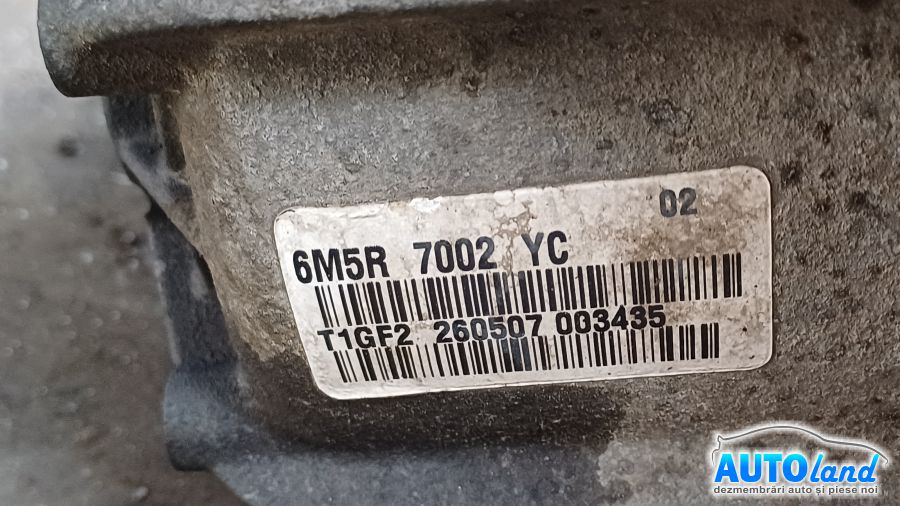 02
6M5R 7002 YC
T1GF2 260507 003435
AUTOland
dezmembrări auto și piese noi